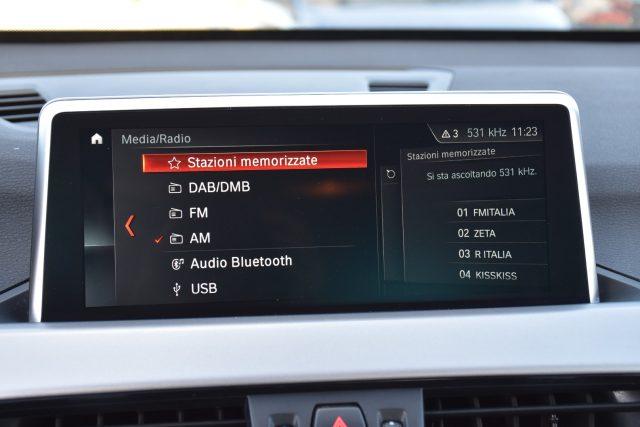 Media/Radio
3 531 kHz 11:23
Stazioni memorizzate
DAB/DMB
FM
AM
Audio Bluetooth
USB
Stazioni memorizzate
Si sta ascoltando 531 kHz.
01 FMITALIA
02 ZETA
03 R ITALIA
04 KISSKISS